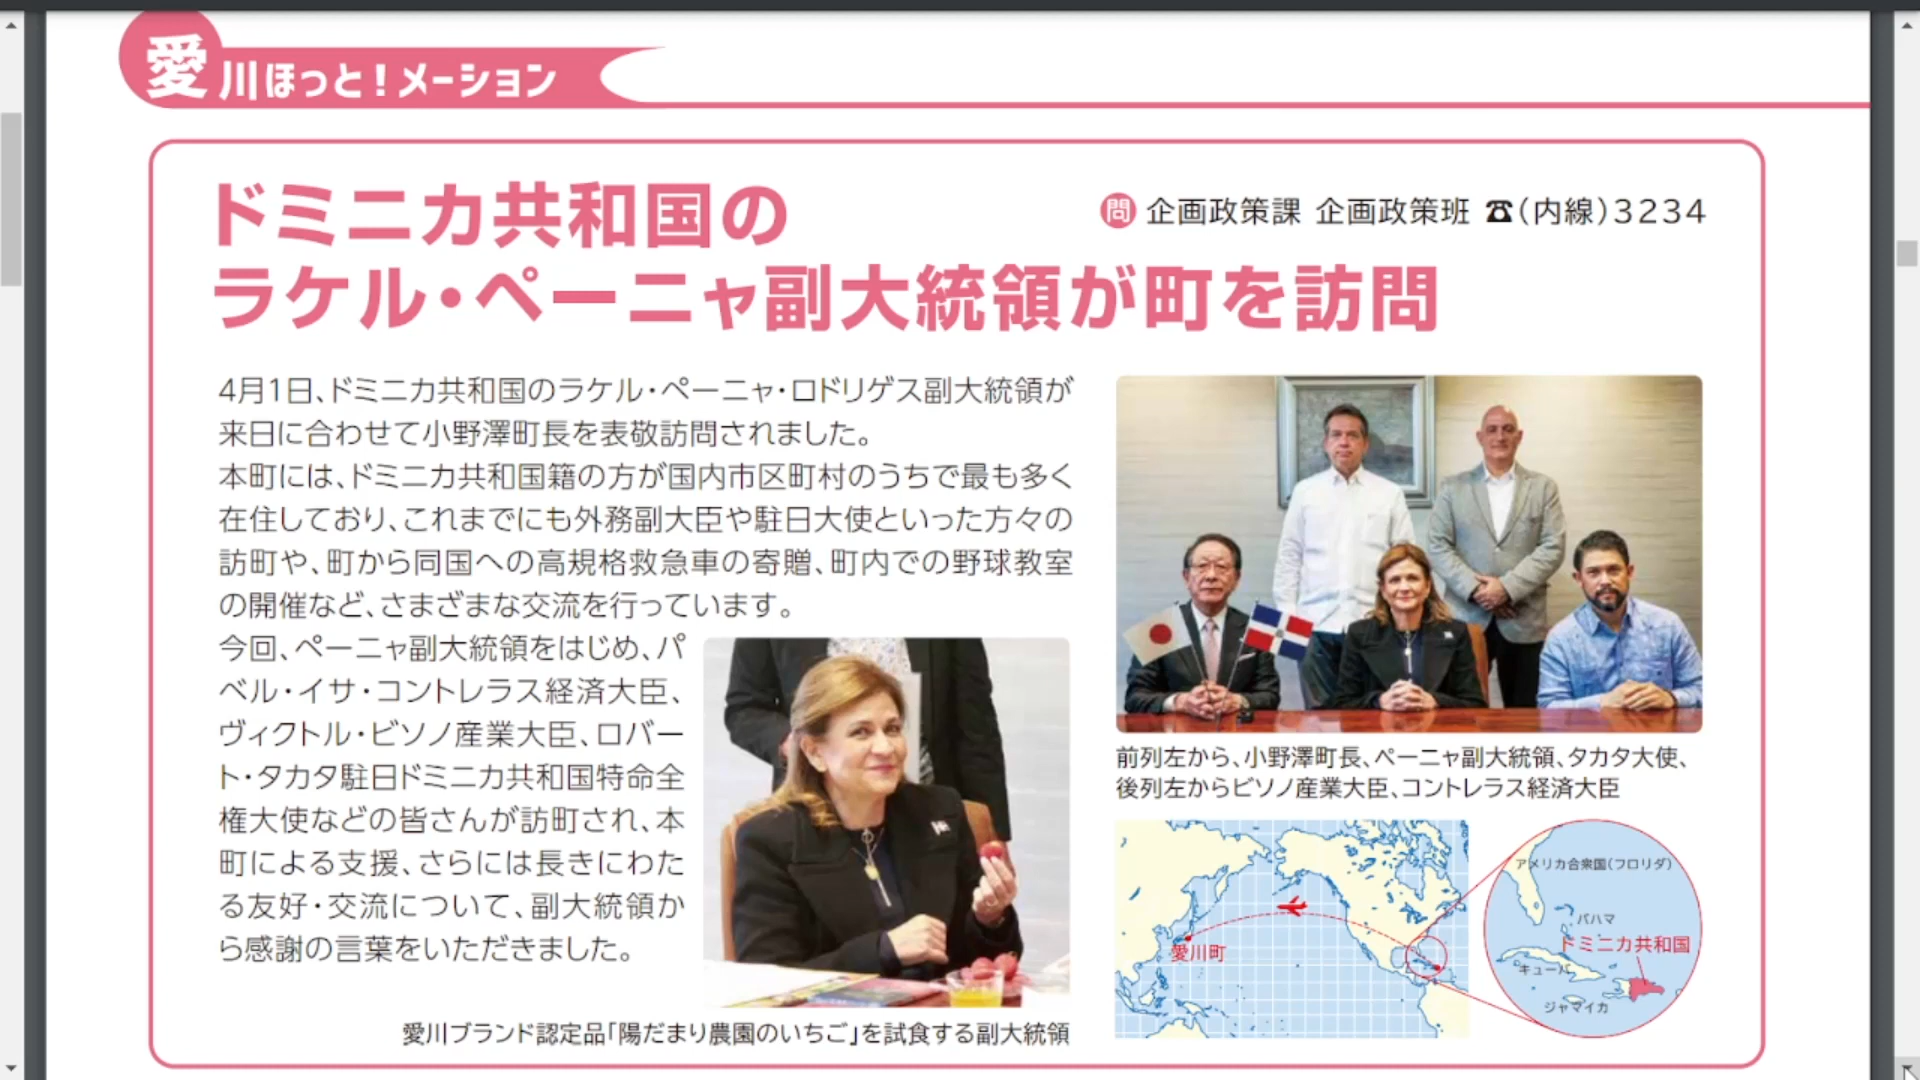 愛川ほっと！メーション
ドミニカ共和国の
ラケル・ペーニャ副大統領が町を訪問
問 企画政策課 企画政策班 ☎（内線）3234
4月1日、ドミニカ共和国のラケル・ペーニャ・ロドリゲス副大統領が
来日に合わせて小野澤町長を表敬訪問されました。
本町には、ドミニカ共和国籍の方が国内市区町村のうちで最も多く
在住しており、これまでにも外務副大臣や駐日大使といった方々の
訪町や、町から同国への高規格救急車の寄贈、町内での野球教室
の開催など、さまざまな交流を行っています。
今回、ペーニャ副大統領をはじめ、パ
ベル・イサ・コントレラス経済大臣、
ヴィクトル・ビソノ産業大臣、ロバー
ト・タカタ駐日ドミニカ共和国特命全
権大使などの皆さんが訪町され、本
町による支援、さらには長きにわた
る友好・交流について、副大統領か
ら感謝の言葉をいただきました。
愛川ブランド認定品「陽だまり農園のいちご」を試食する副大統領
前列左から、小野澤町長、ペーニャ副大統領、タカタ大使、
後列左からビソノ産業大臣、コントレラス経済大臣
愛川町
アメリカ合衆国（フロリダ）
バハマ
ドミニカ共和国
キューバ
ジャマイカ